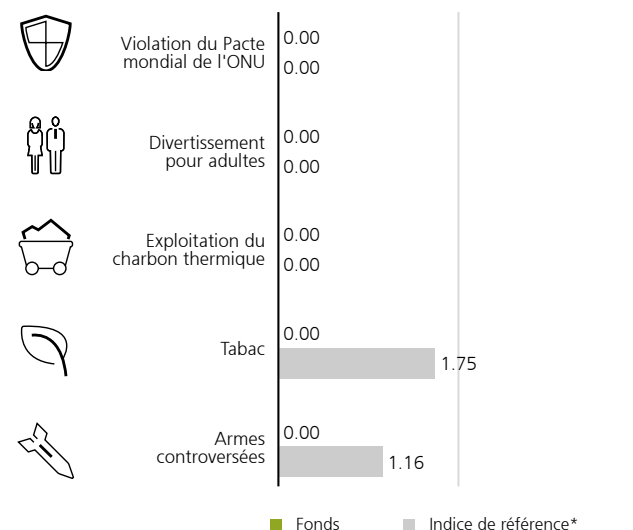 Violation du Pacte
mondial de l'ONU
0.00
0.00
Divertissement
pour adultes
0.00
0.00
Exploitation du
charbon thermique
0.00
0.00
Tabac
0.00
1.75
Armes
controversées
0.00
1.16
Fonds
Indice de référence*